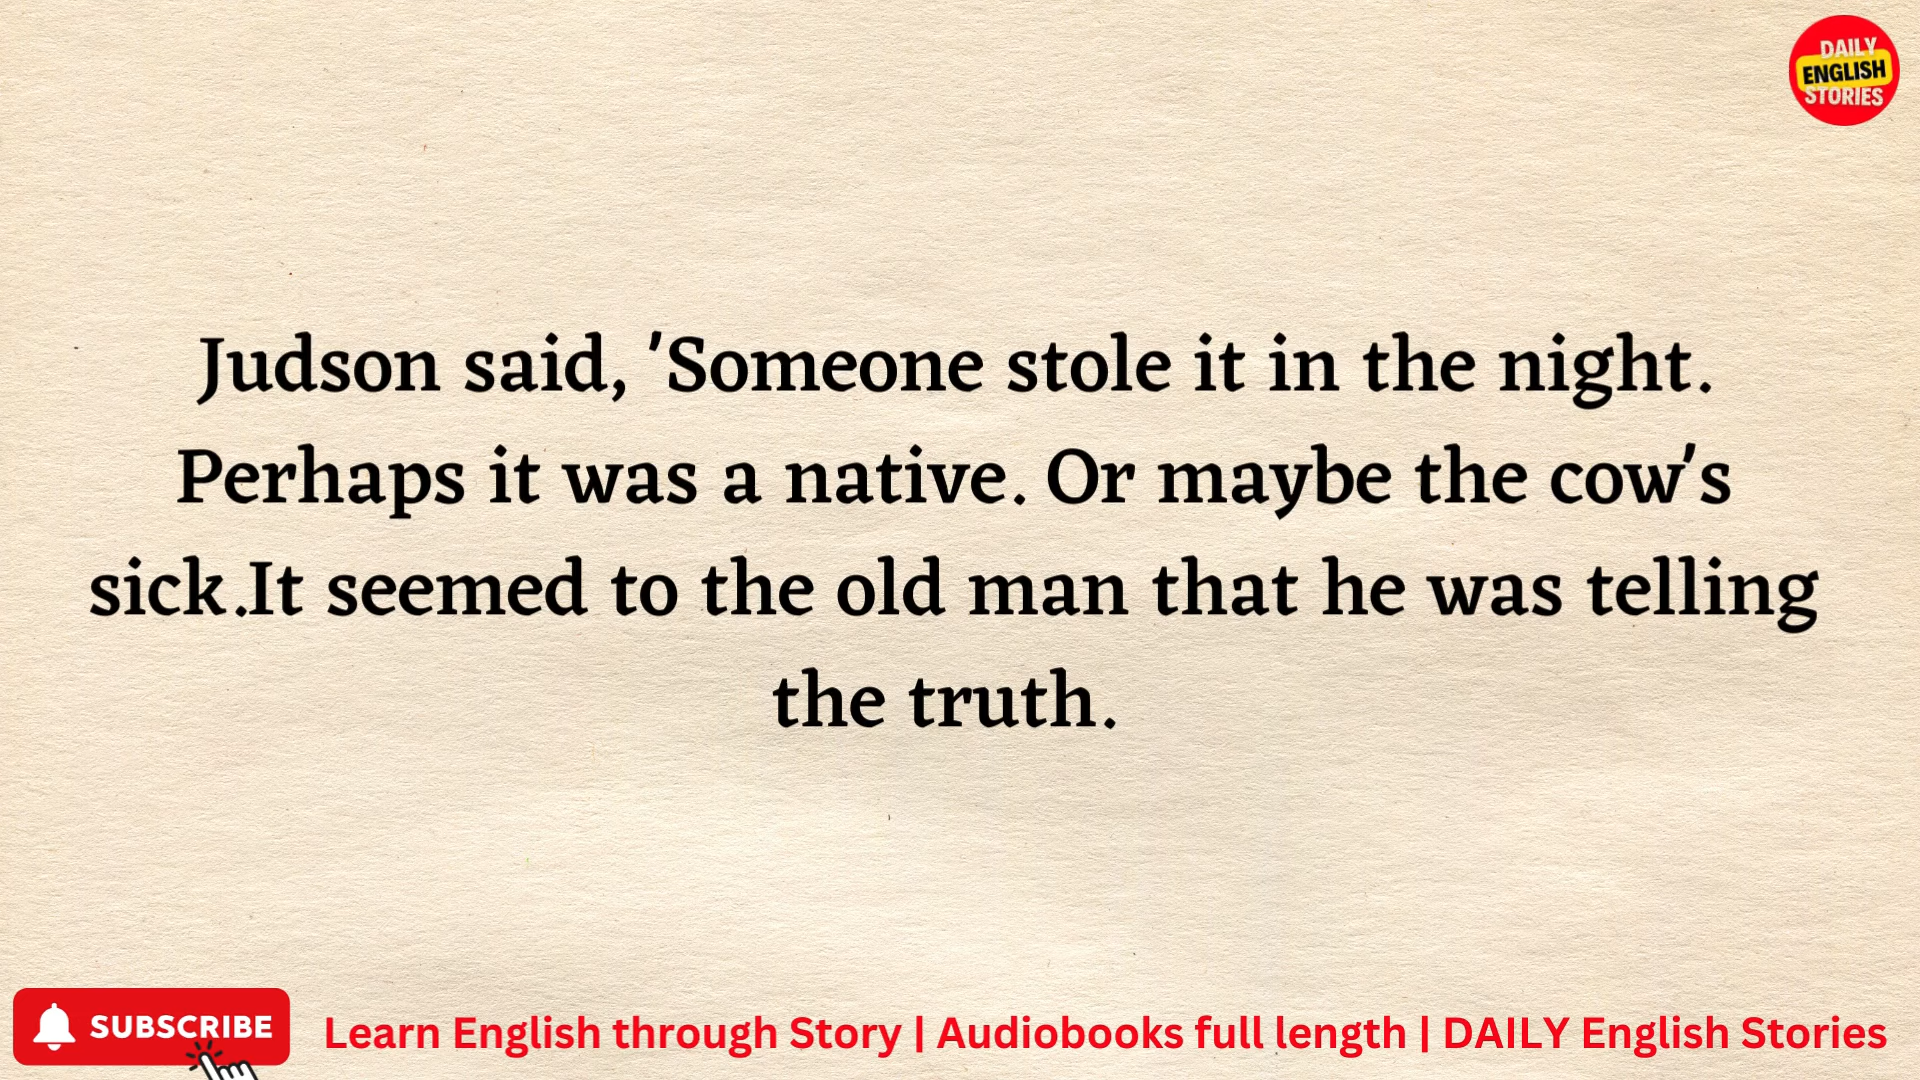 DAILY
ENGLISH
STORIES
Judson said, 'Someone stole it in the night.
Perhaps it was a native. Or maybe the cow's
sick.It seemed to the old man that he was telling
the truth.
SUBSCRIBE
Learn English through Story | Audiobooks full length | DAILY English Stories